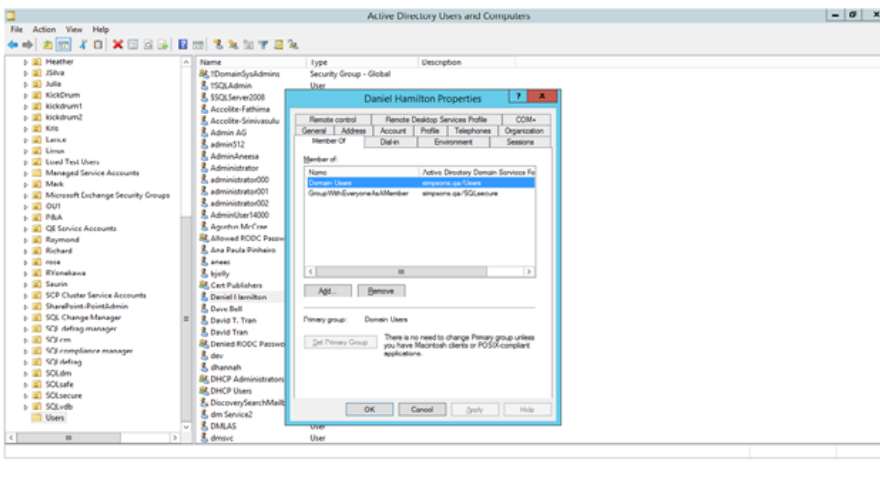 Active Directory Users and Computers
File Action View Help
Heather
JSilva
Julia
KickDrum
kickdrum1
kickdrum2
Kris
Lance
Linux
Load Test Users
Managed Service Accounts
Mark
Microsoft Exchange Security Groups
OU1
P&A
QE Service Accounts
Raymond
Richard
rose
RYonekawa
Saurin
SCP Cluster Service Accounts
SharePoint-PointAdmin
SQL Change Manager
SQL defrag manager
SQLcm
SQLcompliance manager
SQLdefrag
SQLdm
SQLsafe
SQLsecure
SQLvdb
Users
Name Type Description
!!DomainSysAdmins Security Group - Global
!!SQLAdmin User
$SQLServer2008
Accolite-Fathima
Accolite-Srinivasulu
Admin AG
admin512
AdminAneesa
Administrator
administrator000
administrator001
administrator002
AdminUser14000
Agustus McCrae
Allowed RODC Passw
Ana Paula Pinheiro
anees
bjelly
Cert Publishers
Daniel Hamilton
Dave Bell
David T. Tran
David Tran
Denied RODC Passwo
dev
dhannah
DHCP Administrators
DHCP Users
DiscoverySearchMailb
dm Service2
DMLAS User
dmsvc User
Daniel Hamilton Properties
Remote control Remote Desktop Services Profile COM+
General Address Account Profile Telephones Organization
Member Of Dial-in Environment Sessions
Member of:
Name Active Directory Domain Services Fo
Domain Users simpsons.qa/Users
GroupWithEveryoneAsAMember simpsons.qa/SQLsecure
Add... Remove
Primary group: Domain Users
Set Primary Group
There is no need to change Primary group unless
you have Macintosh clients or POSIX-compliant
applications.
OK Cancel Apply Help